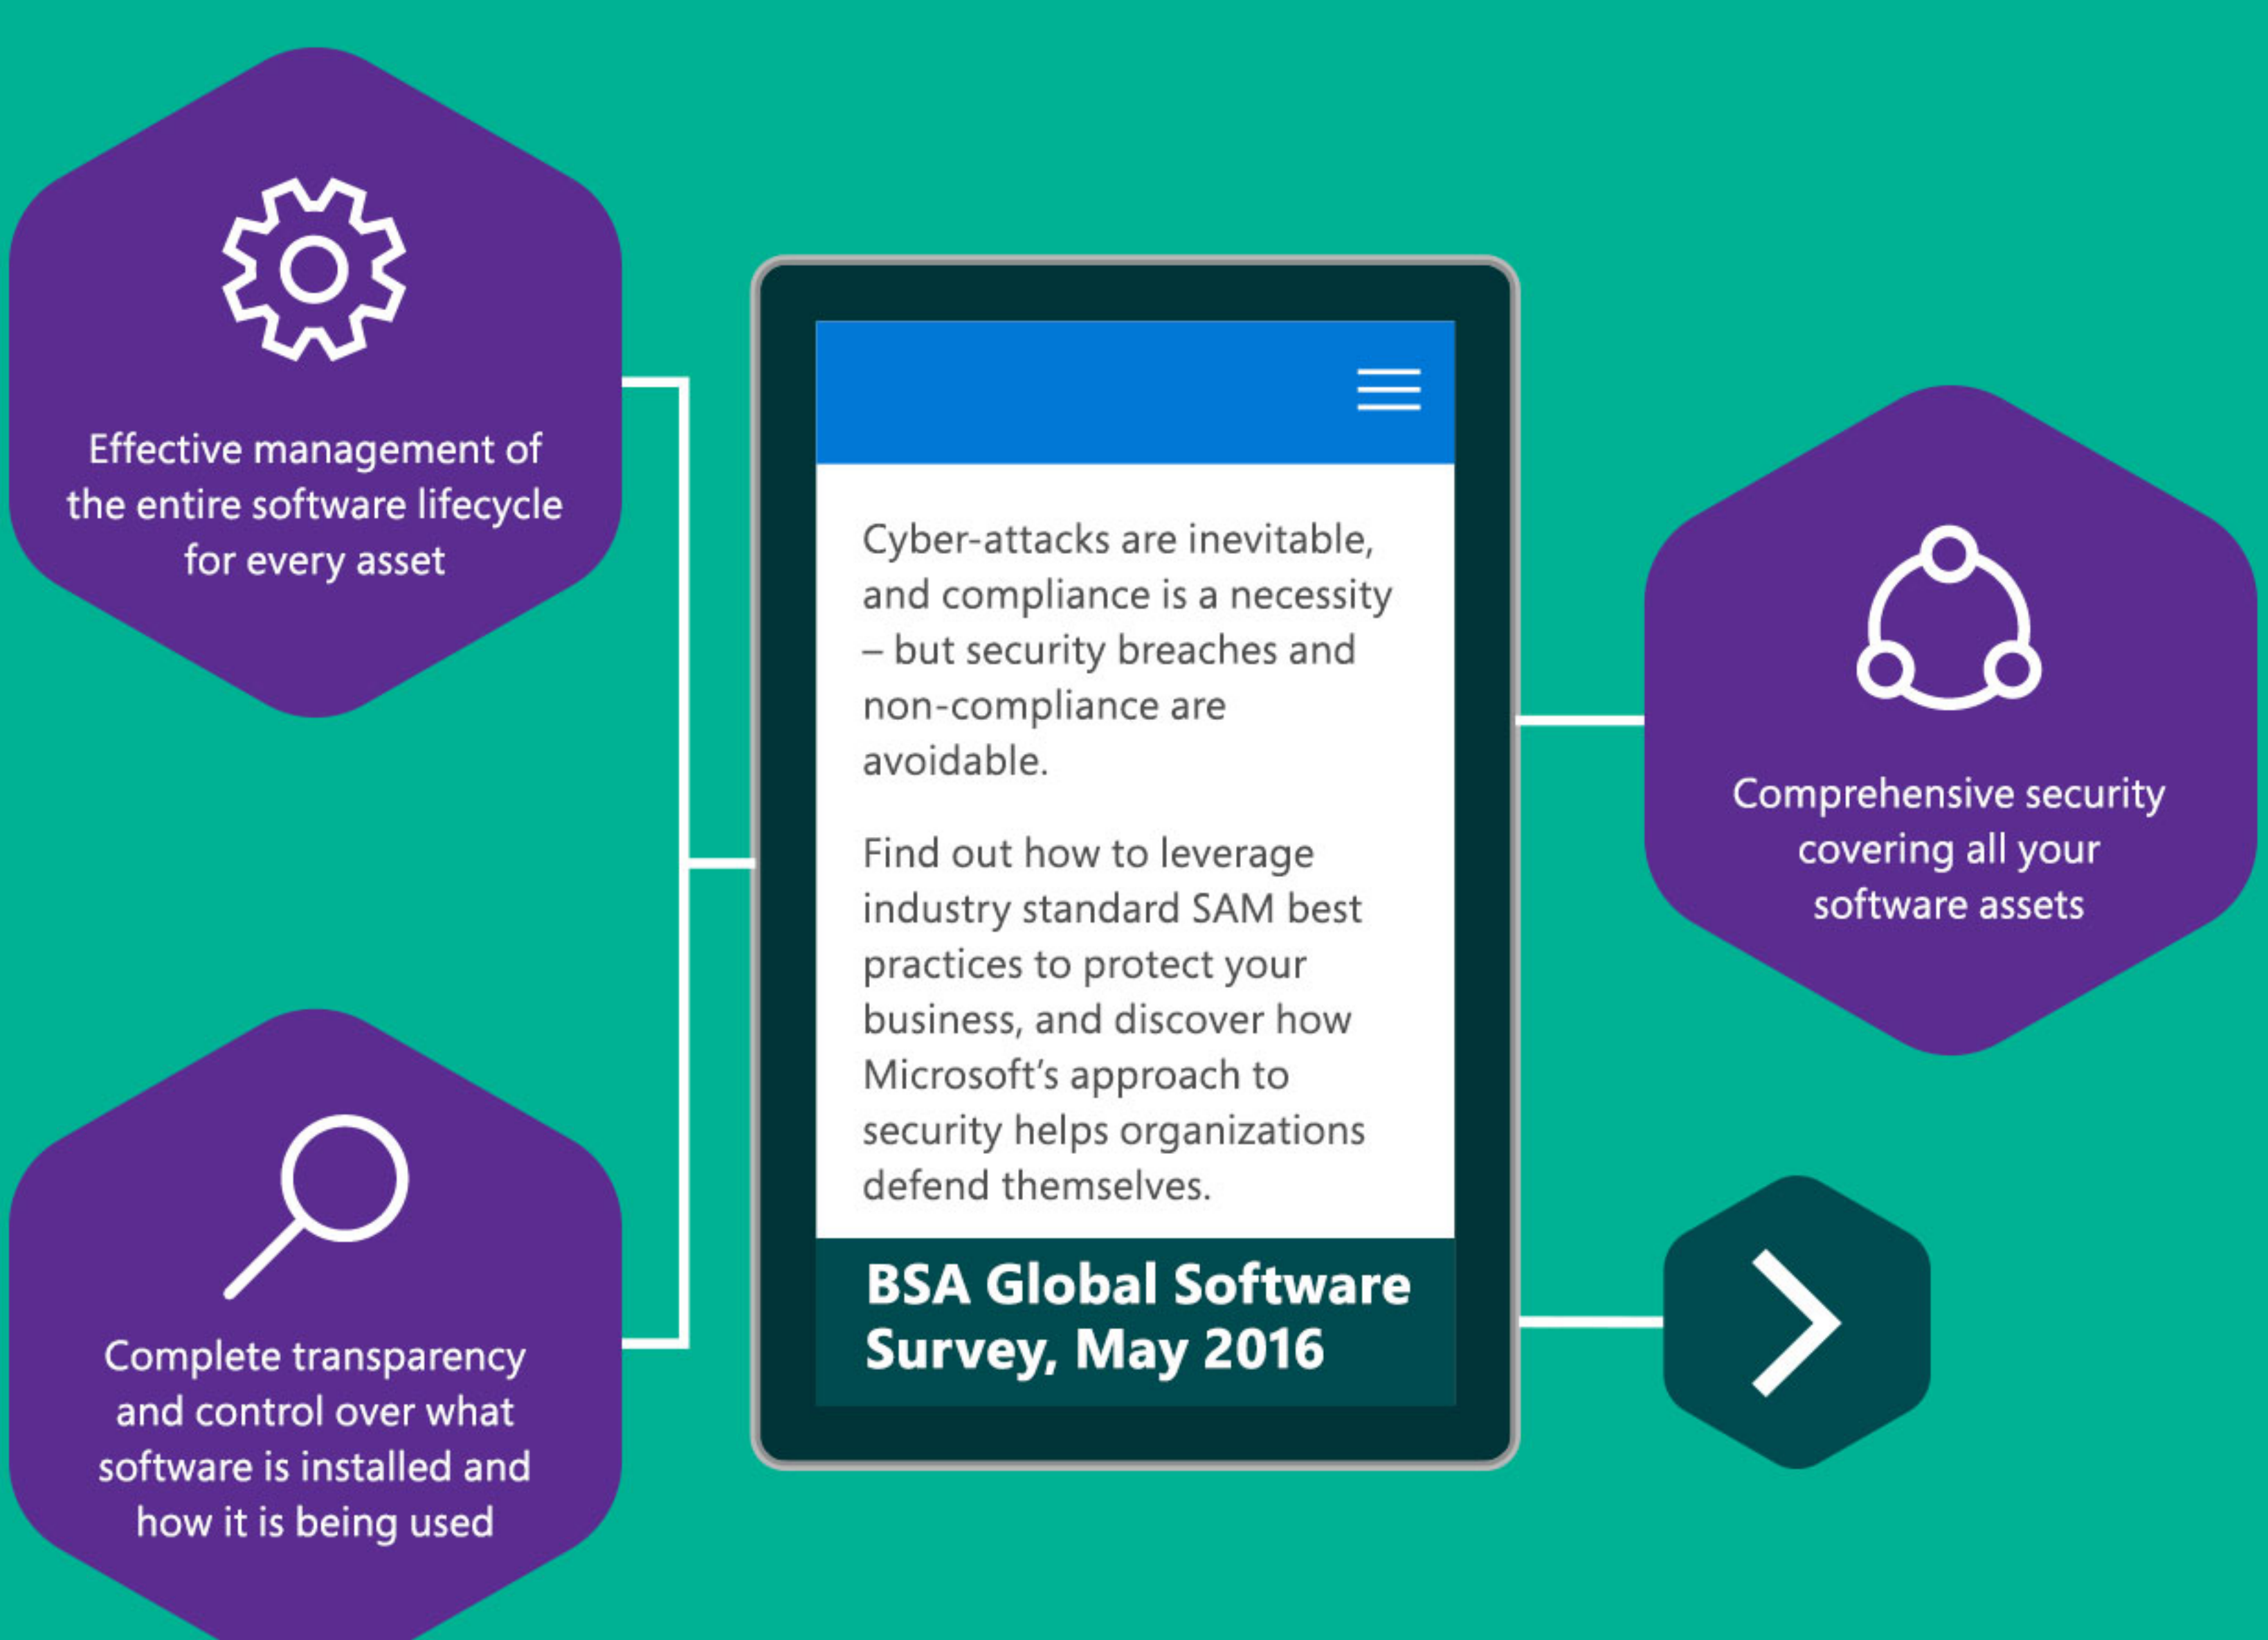 Effective management of
the entire software lifecycle
for every asset
Complete transparency
and control over what
software is installed and
how it is being used
Cyber-attacks are inevitable,
and compliance is a necessity
– but security breaches and
non-compliance are
avoidable.
Find out how to leverage
industry standard SAM best
practices to protect your
business, and discover how
Microsoft’s approach to
security helps organizations
defend themselves.
BSA Global Software
Survey, May 2016
Comprehensive security
covering all your
software assets